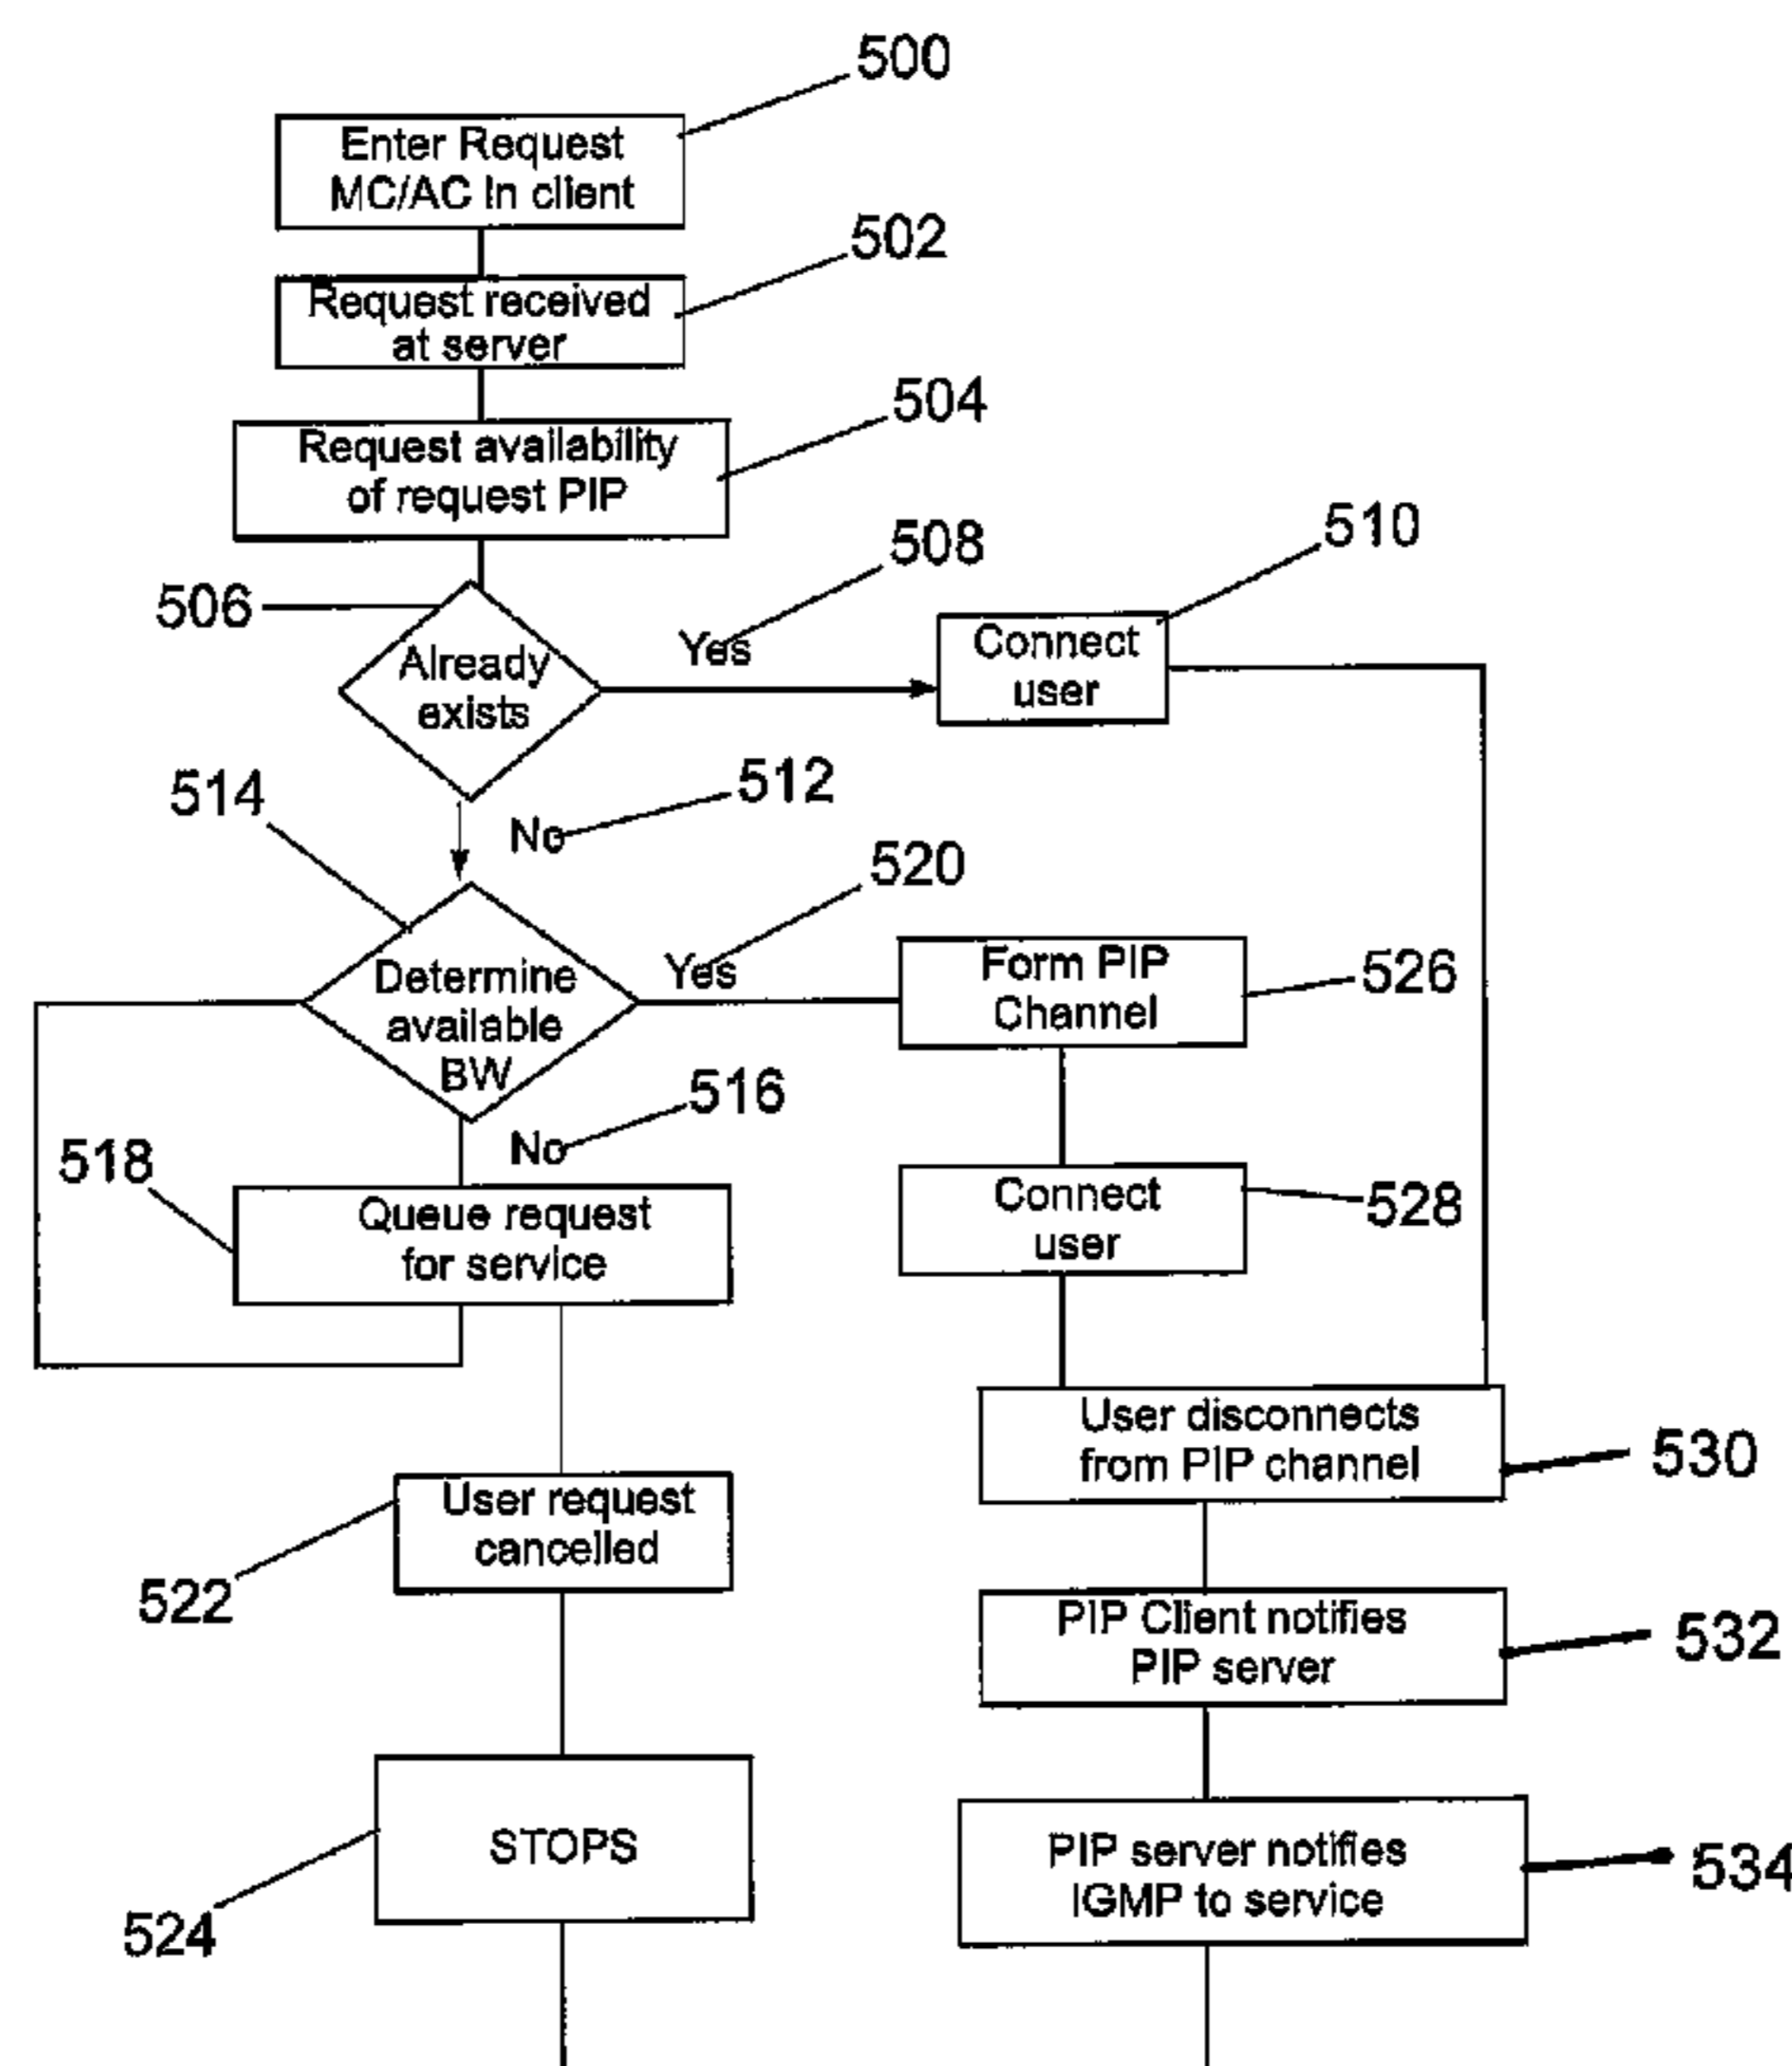 500
Enter Request
MC/AC In client
502
Request received
at server
504
Request availability
of request PIP
508
510
506
Already
exists
Yes
Connect
user
514
512
No
520
Determine
available
BW
Yes
Form PIP
Channel
526
516
No
518
Queue request
for service
Connect
user
528
User disconnects
from PIP channel
530
User request
cancelled
522
PIP Client notifies
PIP server
532
STOPS
524
PIP server notifies
IGMP to service
534